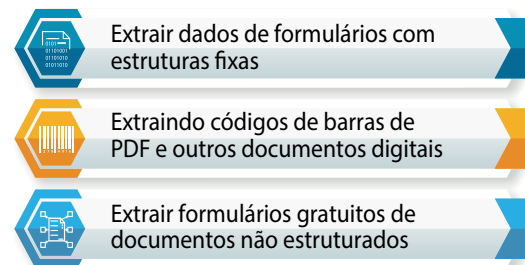 Extrair dados de formulários com
estruturas fixas
Extraindo códigos de barras de
PDF e outros documentos digitais
Extrair formulários gratuitos de
documentos não estruturados